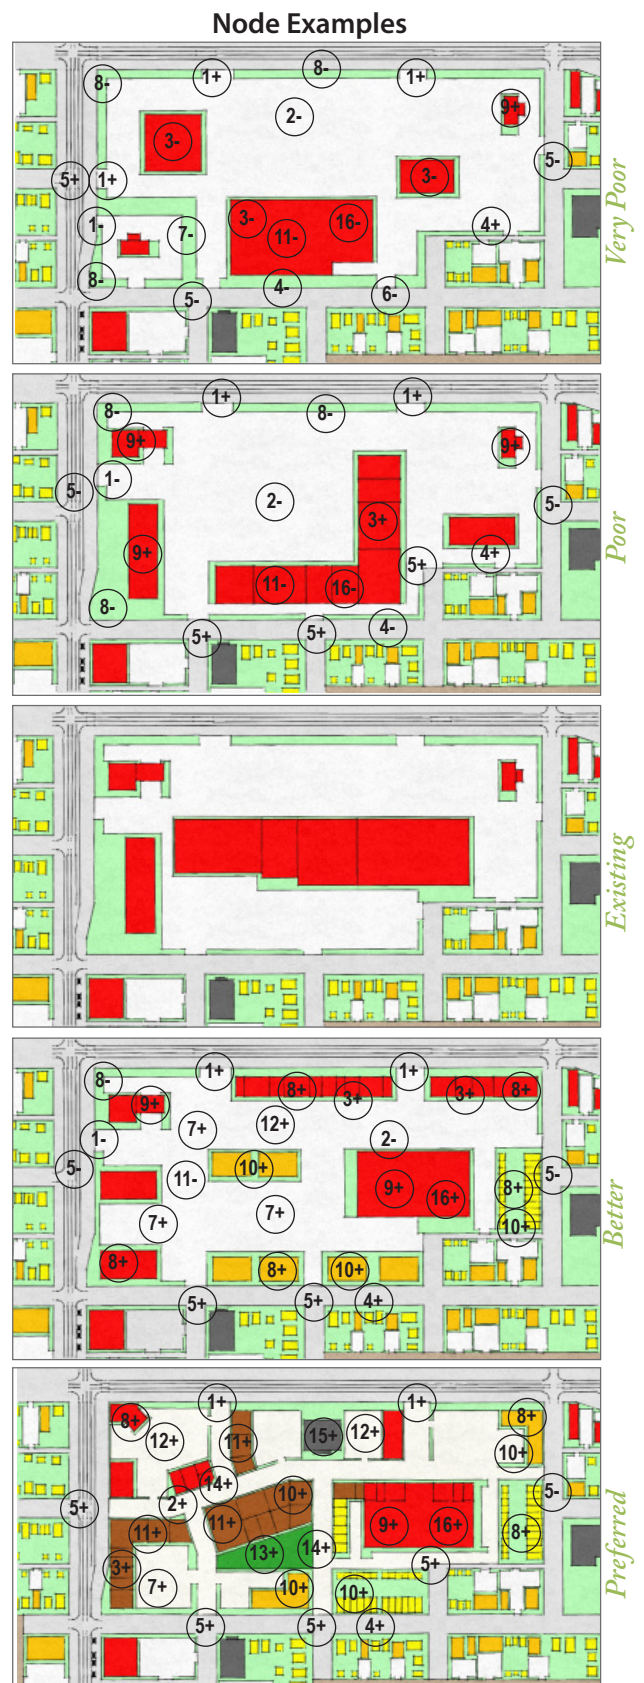 Node Examples
8- 1+ 8- 1+
2- 9+
3-
5+ 1+ 3- 5-
1- 7- 3- 11- 16- 4+
8- 5- 4- 6-
Very Poor
8- 1+ 8- 1+
9+ 9+
5- 1- 2- 3+ 5-
9+ 5+ 4+
11- 16-
8- 5+ 5+ 4-
Poor
Existing
8- 1+ 8+ 3+ 1+ 3+ 8+
9+ 7+ 12+
1- 2-
5- 11- 10+ 9+ 16+ 8+ 5-
7+ 7+ 10+
8+ 8+ 10+
5+ 5+ 4+
Better
8+ 1+ 1+ 8+
12+ 11+ 15+ 12+ 10+
14+ 10+ 5-
5+ 2+
11+ 11+ 9+ 16+ 8+
3+ 13+ 14+ 5+
7+ 10+ 10+
5+ 5+ 4+
Preferred